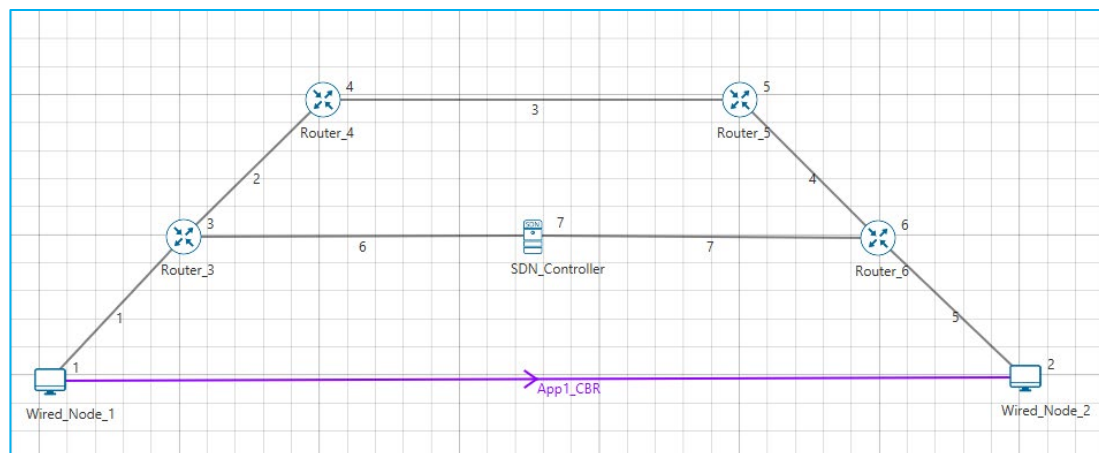 4
5
Router_4
3
Router_5
2
4
3
7
6
Router_3
6
SDN
SDN_Controller
7
Router_6
1
5
1
2
App1_CBR
Wired_Node_1
Wired_Node_2